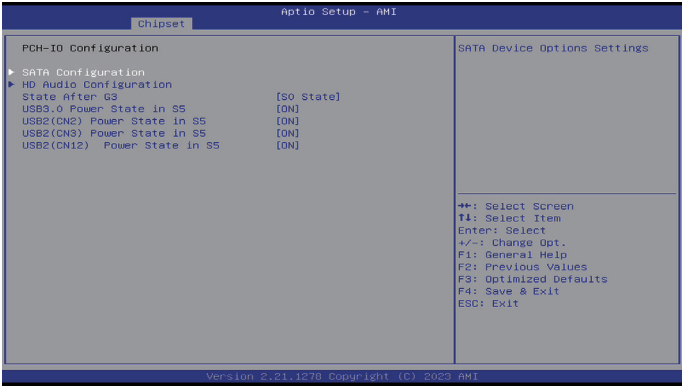 Aptio Setup – AMI
Chipset
PCH-IO Configuration
SATA Configuration
HD Audio Configuration
State After G3 [S0 State]
USB3.0 Power State in S5 [ON]
USB2(CN2) Power State in S5 [ON]
USB2(CN3) Power State in S5 [ON]
USB2(CN12) Power State in S5 [ON]
SATA Device Options Settings
→←: Select Screen
↑↓: Select Item
Enter: Select
+/-: Change Opt.
F1: General Help
F2: Previous Values
F3: Optimized Defaults
F4: Save & Exit
ESC: Exit
Version 2.21.1278 Copyright (C) 2023 AMI